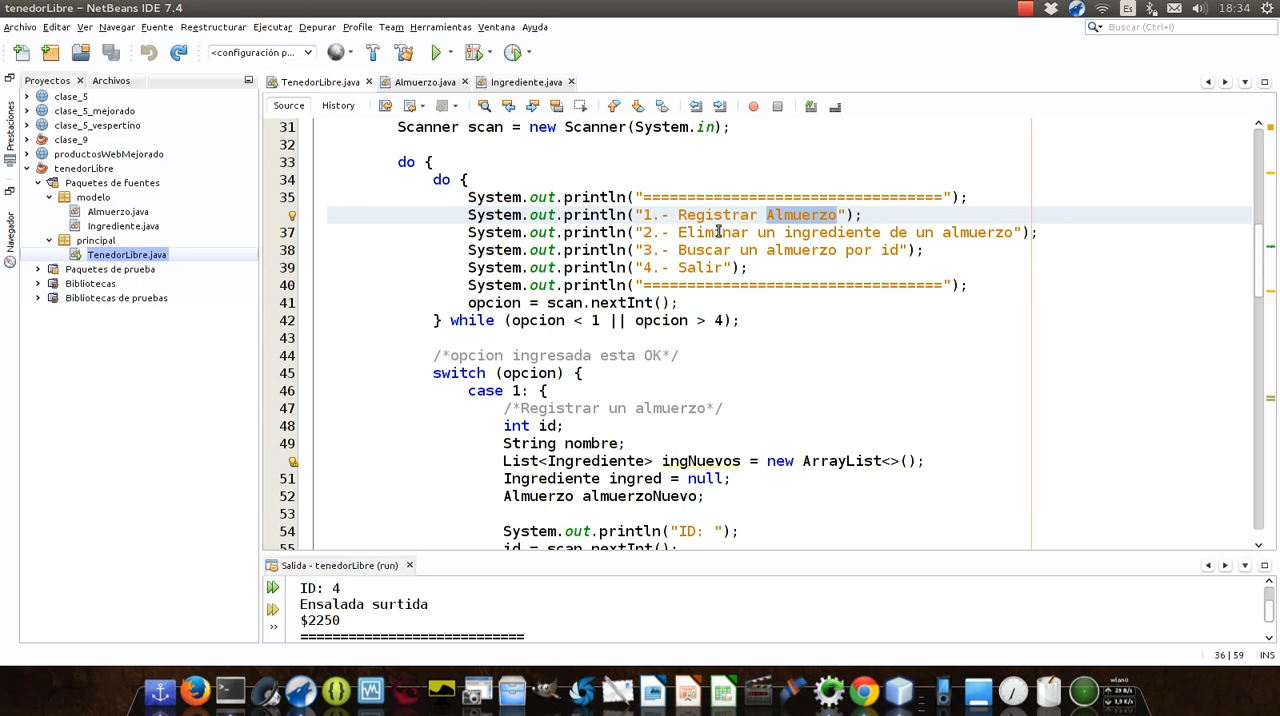 tenedorLibre - NetBeans IDE 7.4
Es
18:34
Archivo Editar Ver Navegar Fuente Reestructurar Ejecutar Depurar Profile Team Herramientas Ventana Ayuda
Buscar (Ctrl+I)
<configuración p...
Proyectos
Archivos
TenedorLibre.java
Almuerzo.java
Ingrediente.java
Source
History
Prestaciones
Navegador
clase_5
clase_5_mejorado
clase_5_vespertino
clase_9
productosWebMejorado
tenedorLibre
Paquetes de fuentes
modelo
Almuerzo.java
Ingrediente.java
principal
TenedorLibre.java
Paquetes de prueba
Bibliotecas
Bibliotecas de pruebas
31 Scanner scan = new Scanner(System.in);
32
33 do {
34 do {
35 System.out.println("==================================");
System.out.println("1.- Registrar Almuerzo");
37 System.out.println("2.- Eliminar un ingrediente de un almuerzo");
38 System.out.println("3.- Buscar un almuerzo por id");
39 System.out.println("4.- Salir");
40 System.out.println("==================================");
41 opcion = scan.nextInt();
42 } while (opcion < 1 || opcion > 4);
43
44 /*opcion ingresada esta OK*/
45 switch (opcion) {
46 case 1: {
47 /*Registrar un almuerzo*/
48 int id;
49 String nombre;
List<Ingrediente> ingNuevos = new ArrayList<>();
51 Ingrediente ingred = null;
52 Almuerzo almuerzoNuevo;
53
54 System.out.println("ID: ");
55 id = scan.nextInt();
Salida - tenedorLibre (run)
ID: 4
Ensalada surtida
$2250
============================
36 | 59 INS
wlan0
29 B/s